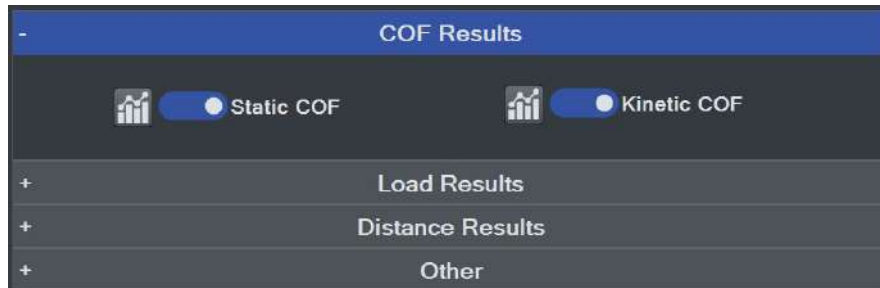 - COF Results
Static COF Kinetic COF
+ Load Results
+ Distance Results
+ Other